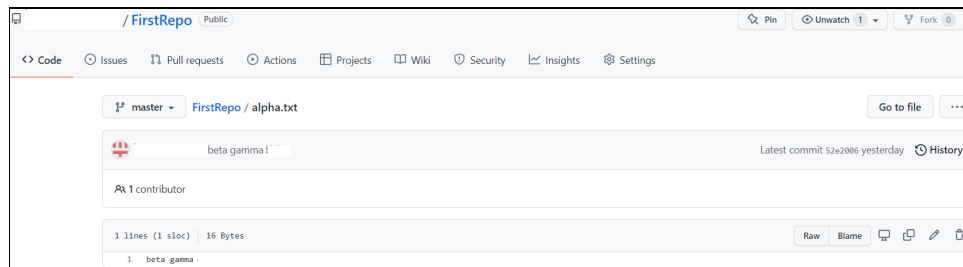 / FirstRepo Public Pin Unwatch 1 Fork 0
Code Issues Pull requests Actions Projects Wiki Security Insights Settings
master FirstRepo / alpha.txt Go to file ...
beta gamma Latest commit 52e2006 yesterday History
1 contributor
1 lines (1 sloc) 16 Bytes Raw Blame
1 beta gamma